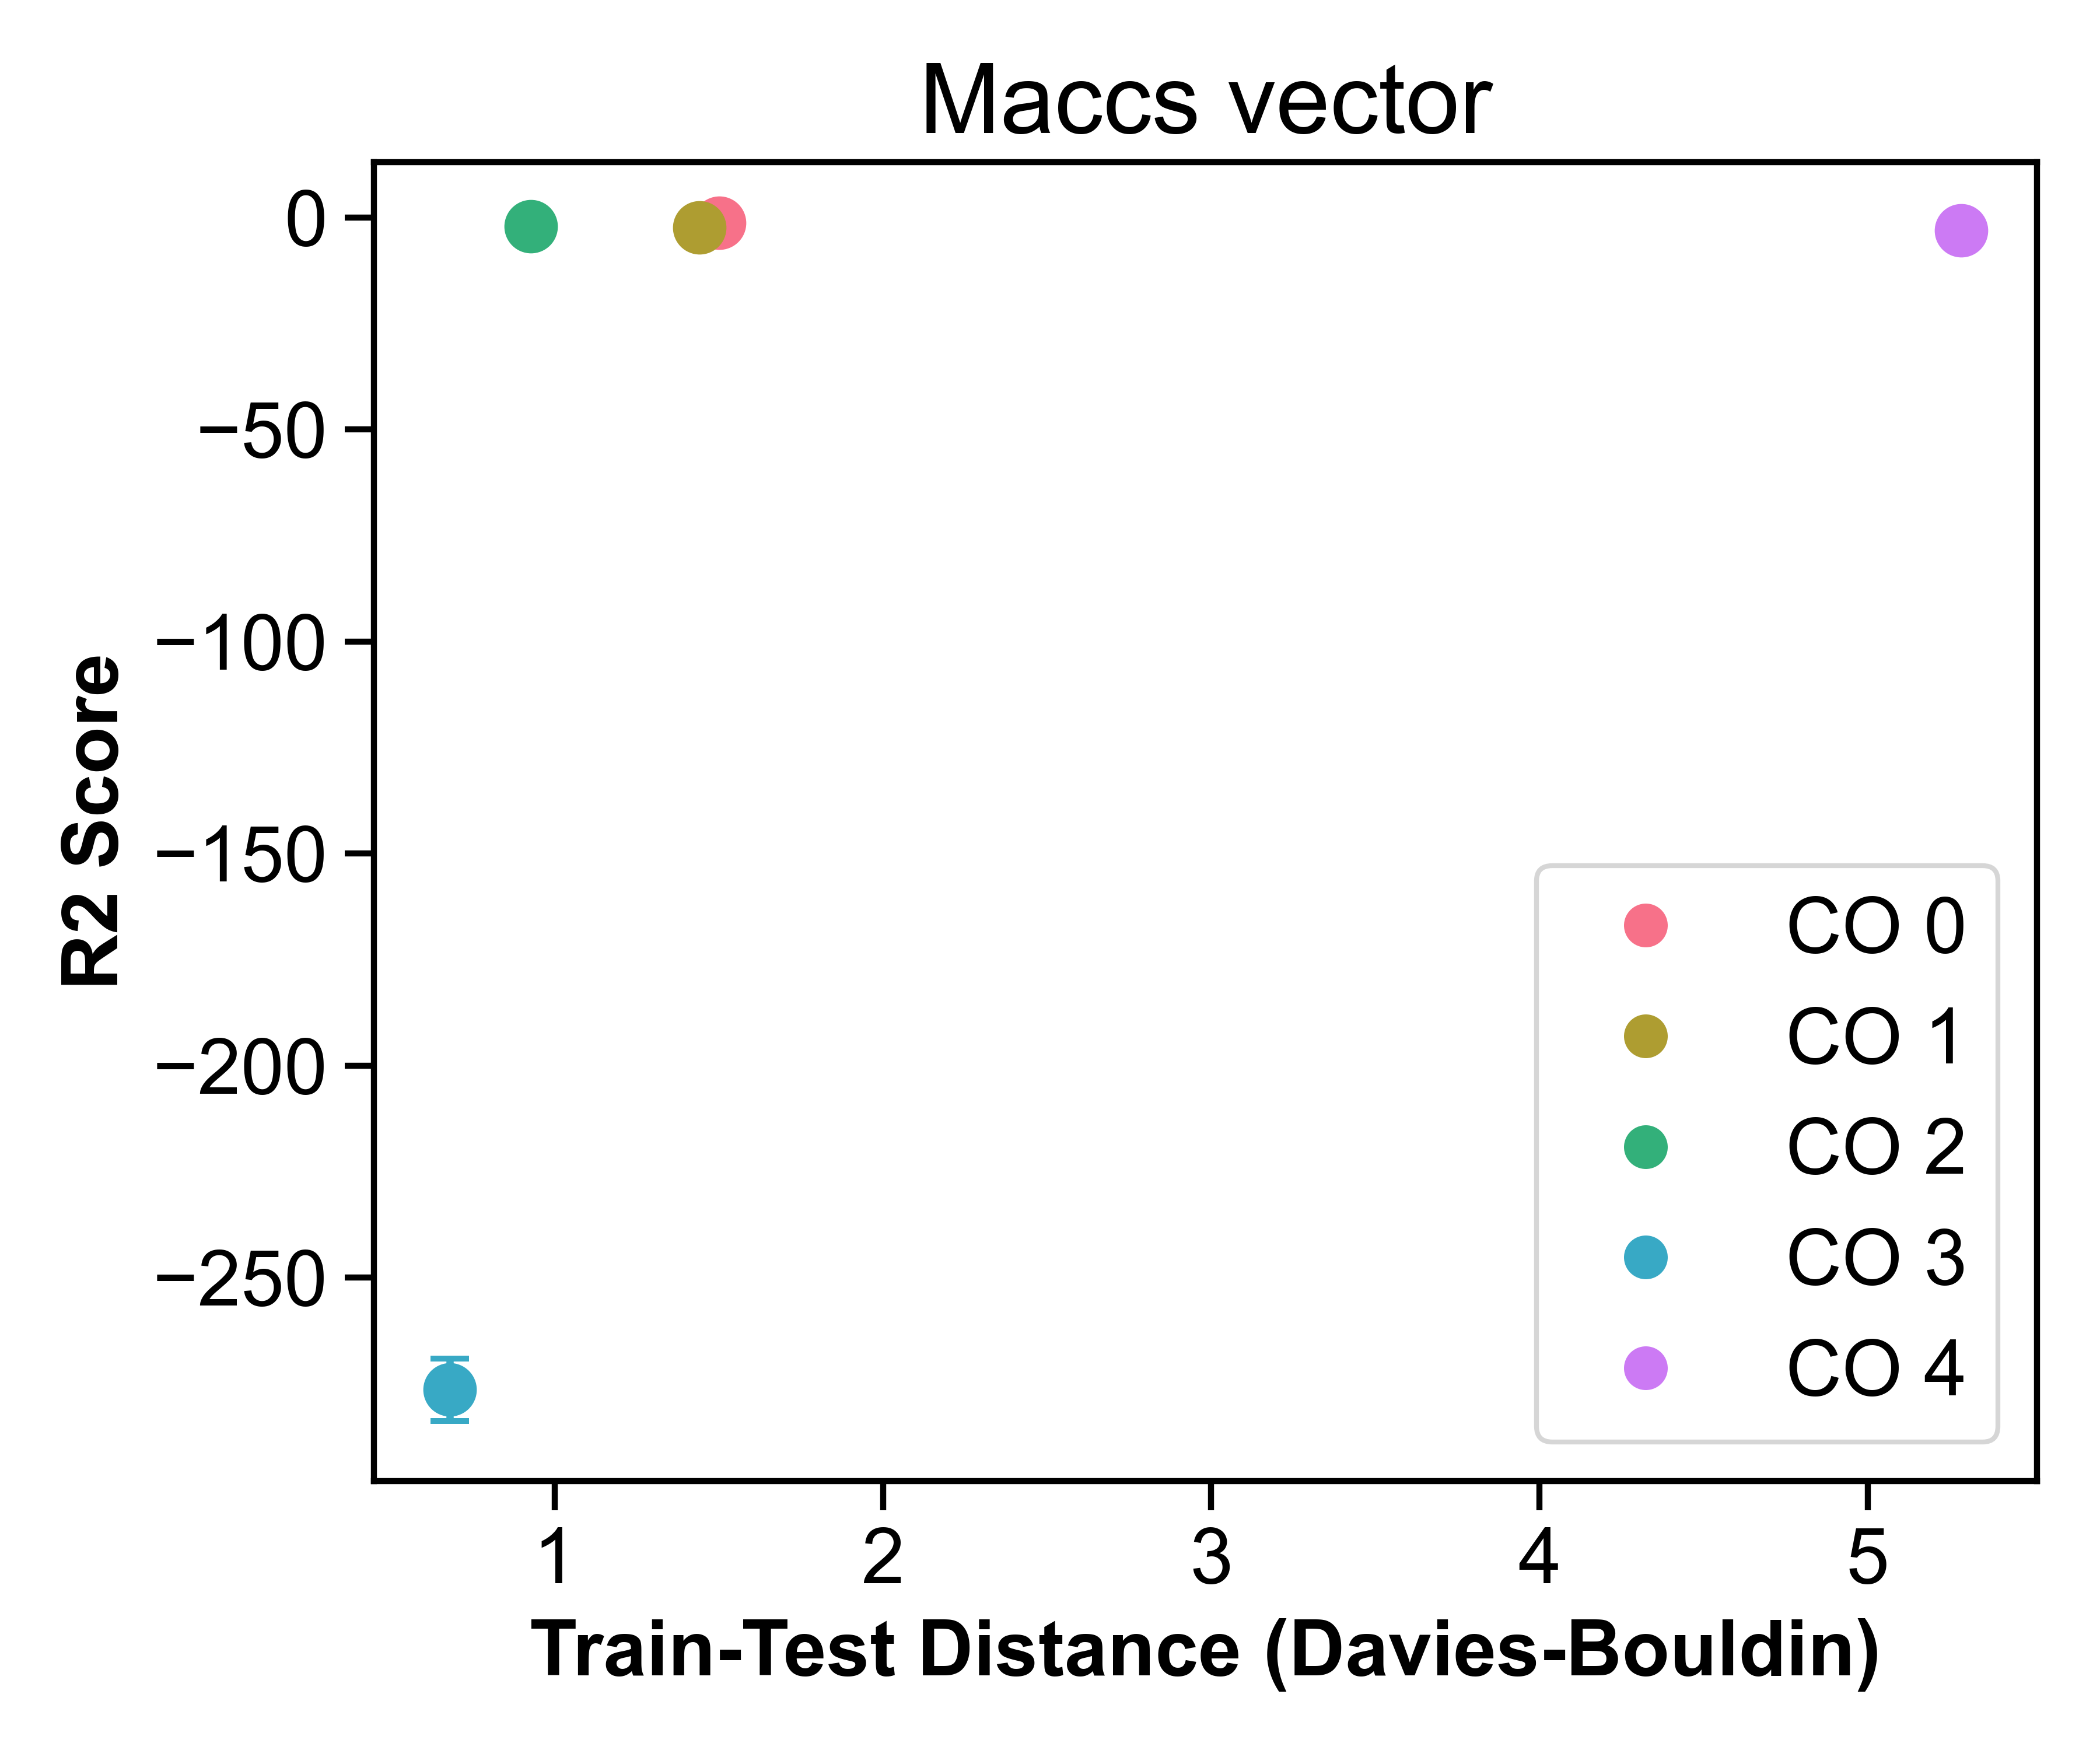 Maccs vector
0
−50
−100
−150
−200
−250
R2 Score
CO 0
CO 1
CO 2
CO 3
CO 4
1 2 3 4 5
Train-Test Distance (Davies-Bouldin)